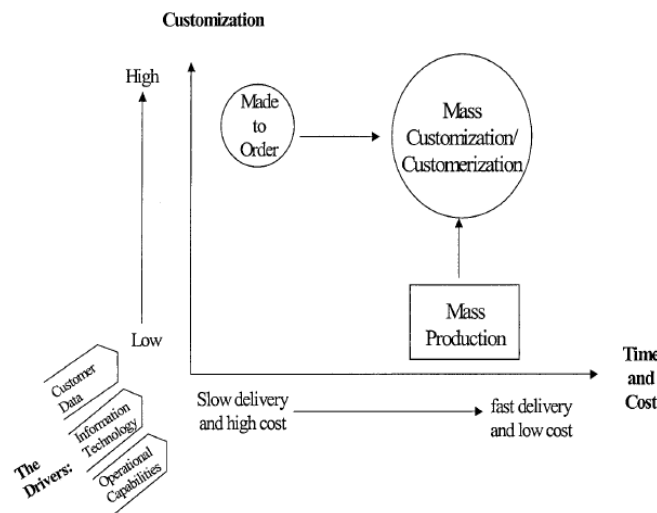 Customization
High
Made
to
Order
Mass
Customization/
Customerization
Mass
Production
Low
Time
and
Cost
Slow delivery
and high cost
fast delivery
and low cost
The
Drivers:
Customer
Data
Information
Technology
Operational
Capabilities